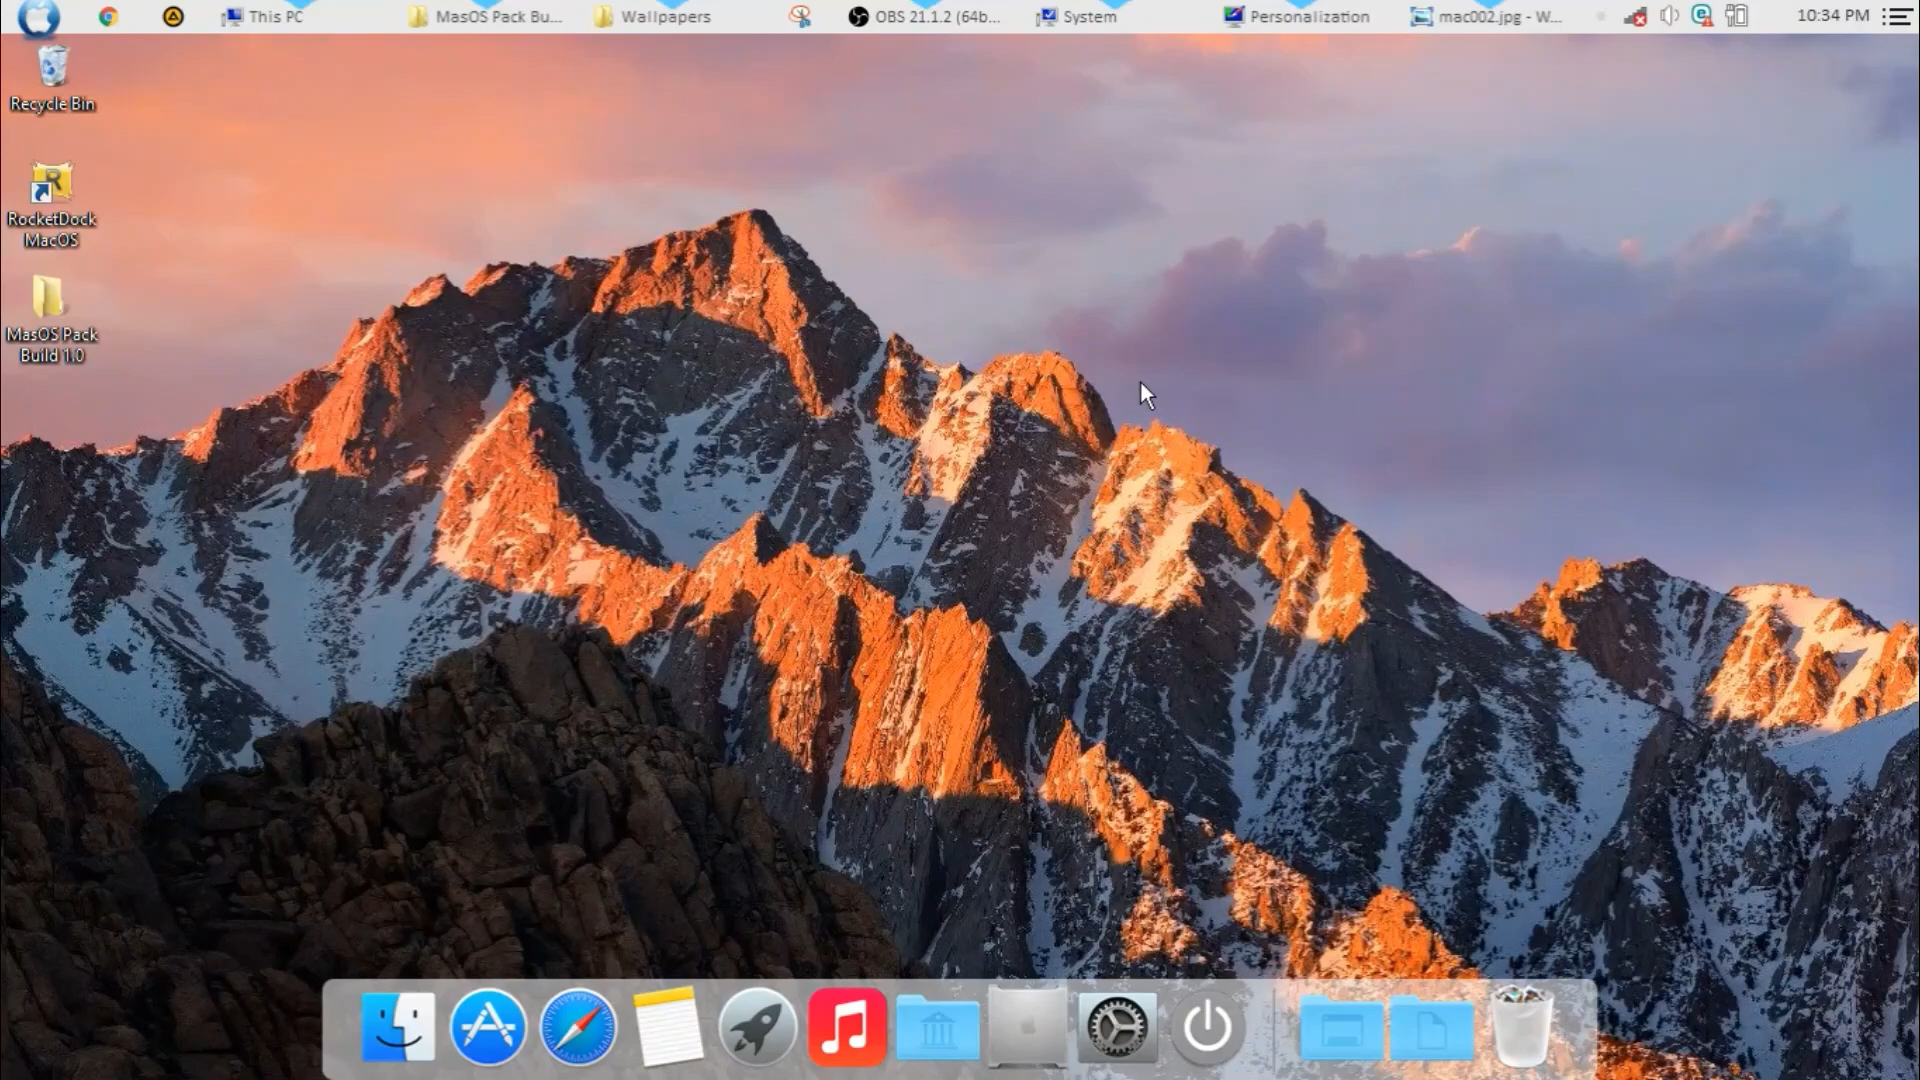 This PC
MasOS Pack Bu...
Wallpapers
OBS 21.1.2 (64b...
System
Personalization
mac002.jpg - W...
10:34 PM
Recycle Bin
RocketDock
MacOS
MasOS Pack
Build 1.0